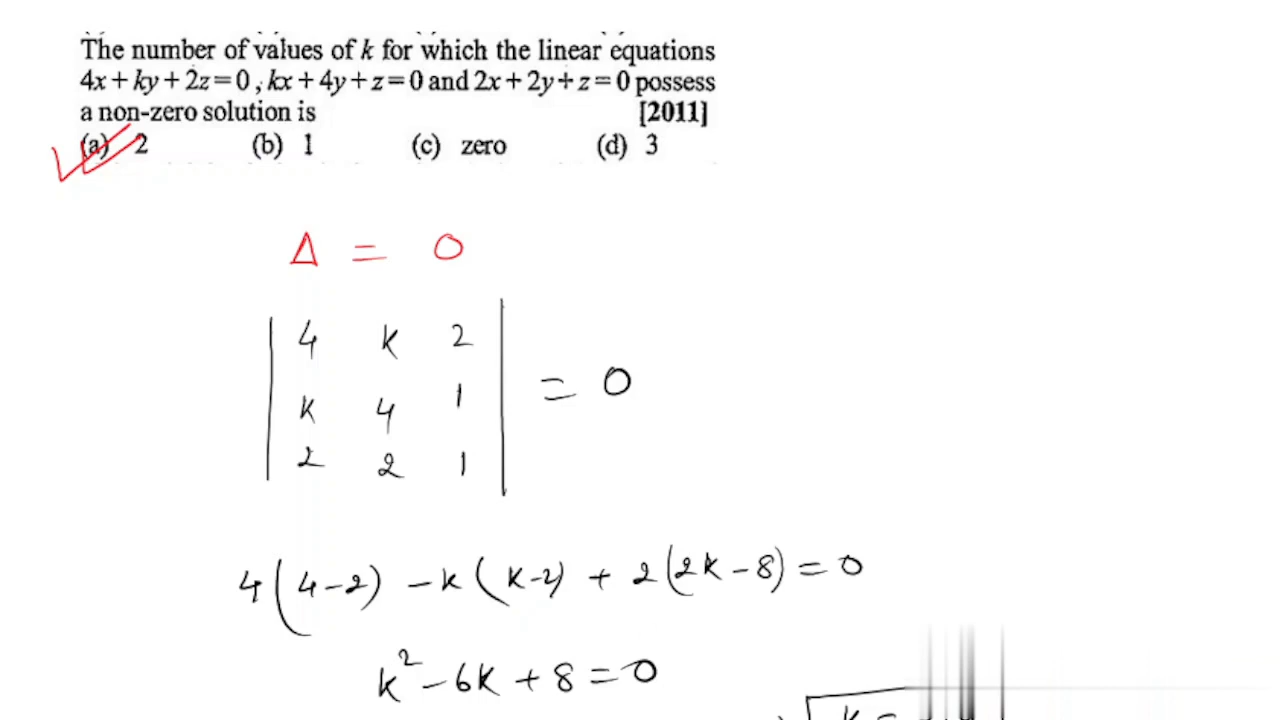 The number of values of k for which the linear equations
4x + ky + 2z = 0 , kx + 4y + z = 0 and 2x + 2y + z = 0 possess
a non-zero solution is [2011]
(a) 2 (b) 1 (c) zero (d) 3
Δ = 0
| 4 k 2 |
| k 4 1 | = 0
| 2 2 1 |
4(4-2) -k(k-2) + 2(2k-8) = 0
k² - 6k + 8 = 0
k =